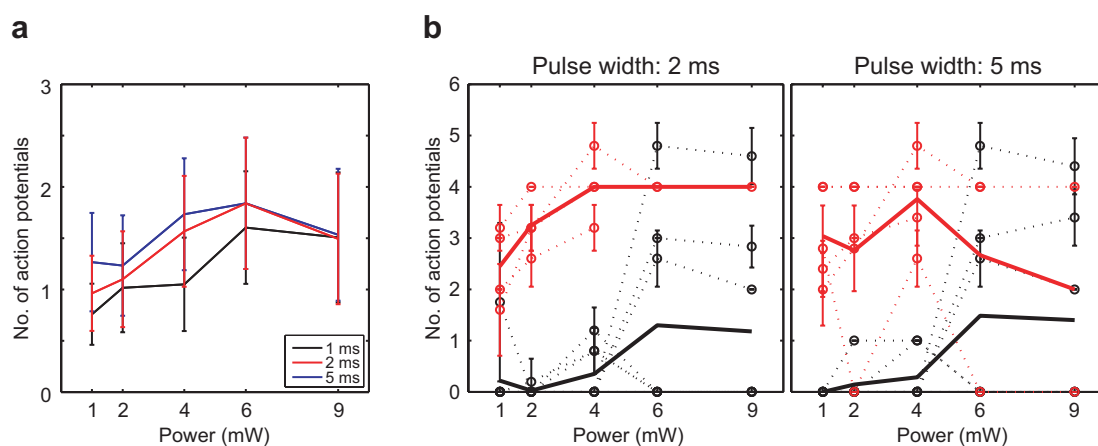 a
b
Pulse width: 2 ms
Pulse width: 5 ms
No. of action potentials
3
2
1
0
1 ms
2 ms
5 ms
1 2 4 6 9
Power (mW)
No. of action potentials
6
5
4
3
2
1
0
1 2 4 6 9
1 2 4 6 9
Power (mW)